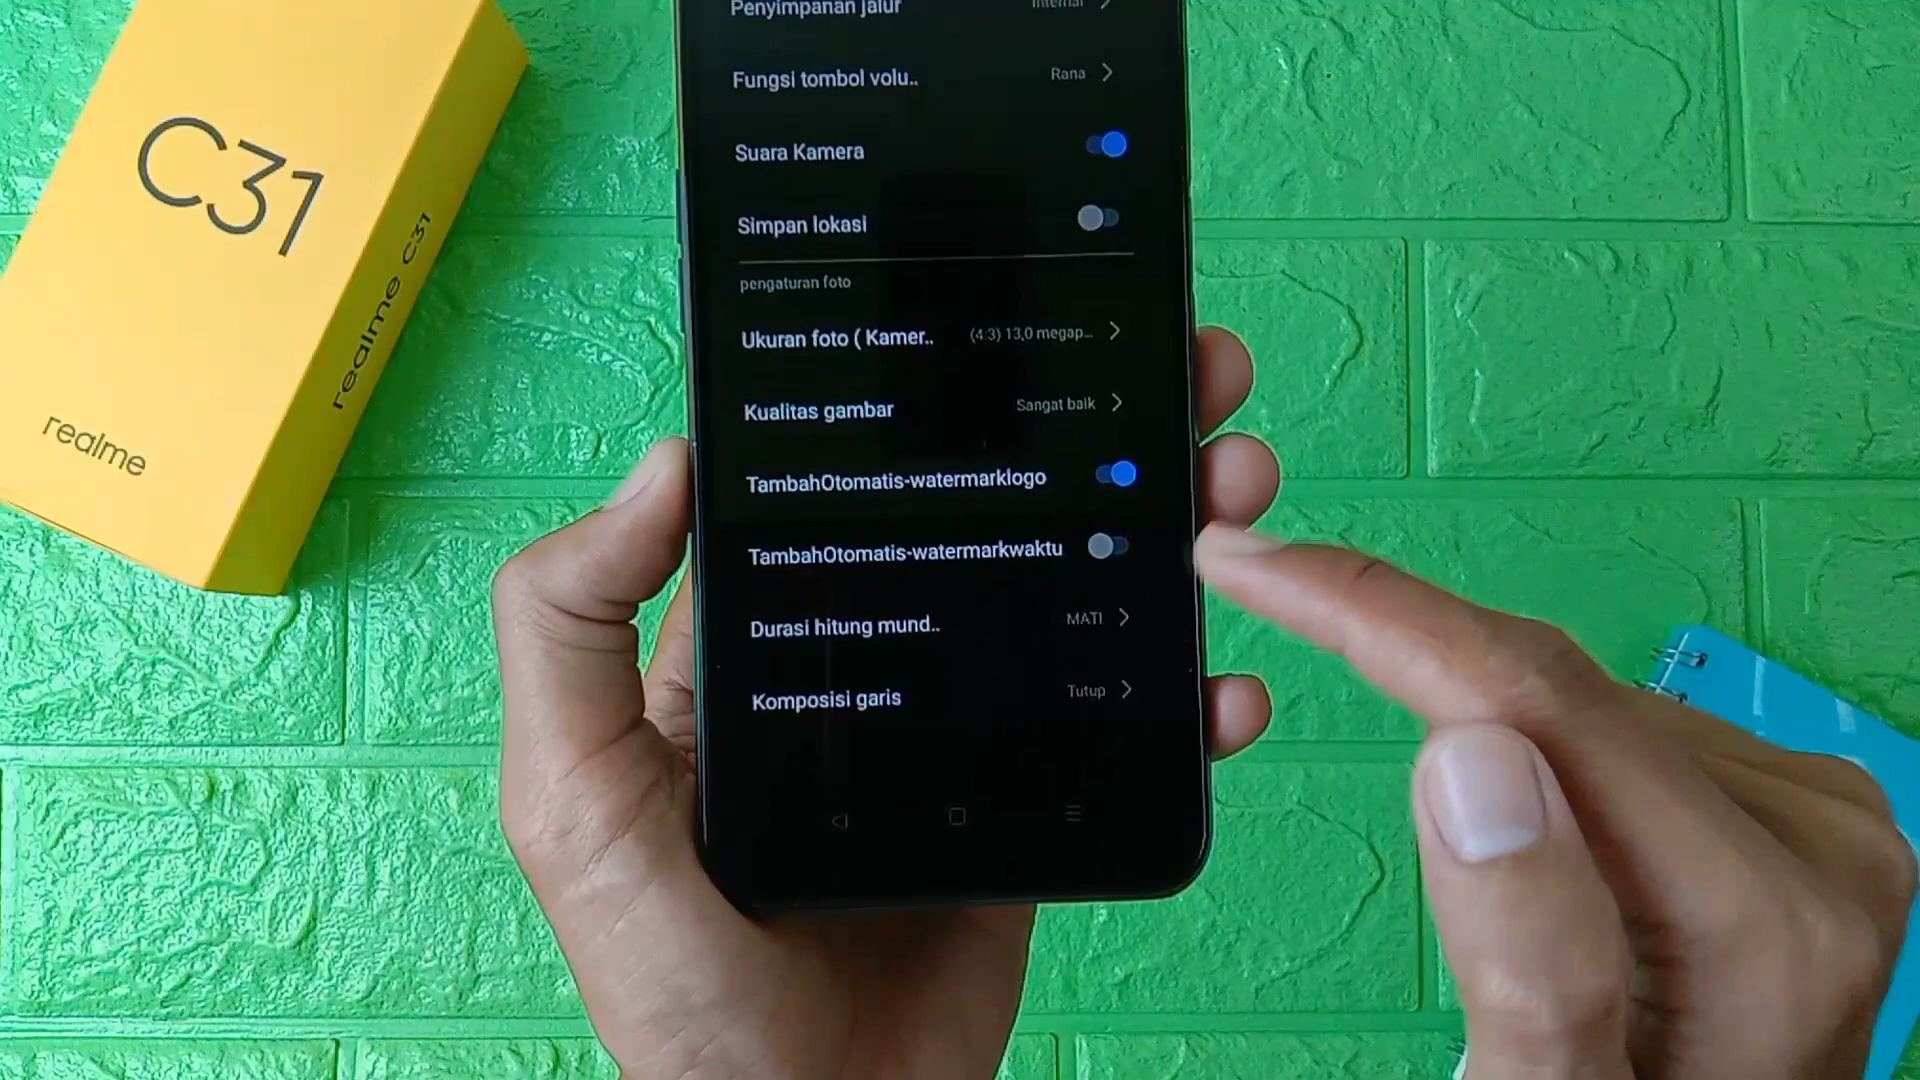 C31
realme
realme C31
Penyimpanan jalur Internal
Fungsi tombol volu.. Rana
Suara Kamera
Simpan lokasi
pengaturan foto
Ukuran foto ( Kamer.. (4:3) 13,0 megap...
Kualitas gambar Sangat baik
TambahOtomatis-watermarklogo
TambahOtomatis-watermarkwaktu
Durasi hitung mund.. MATI
Komposisi garis Tutup